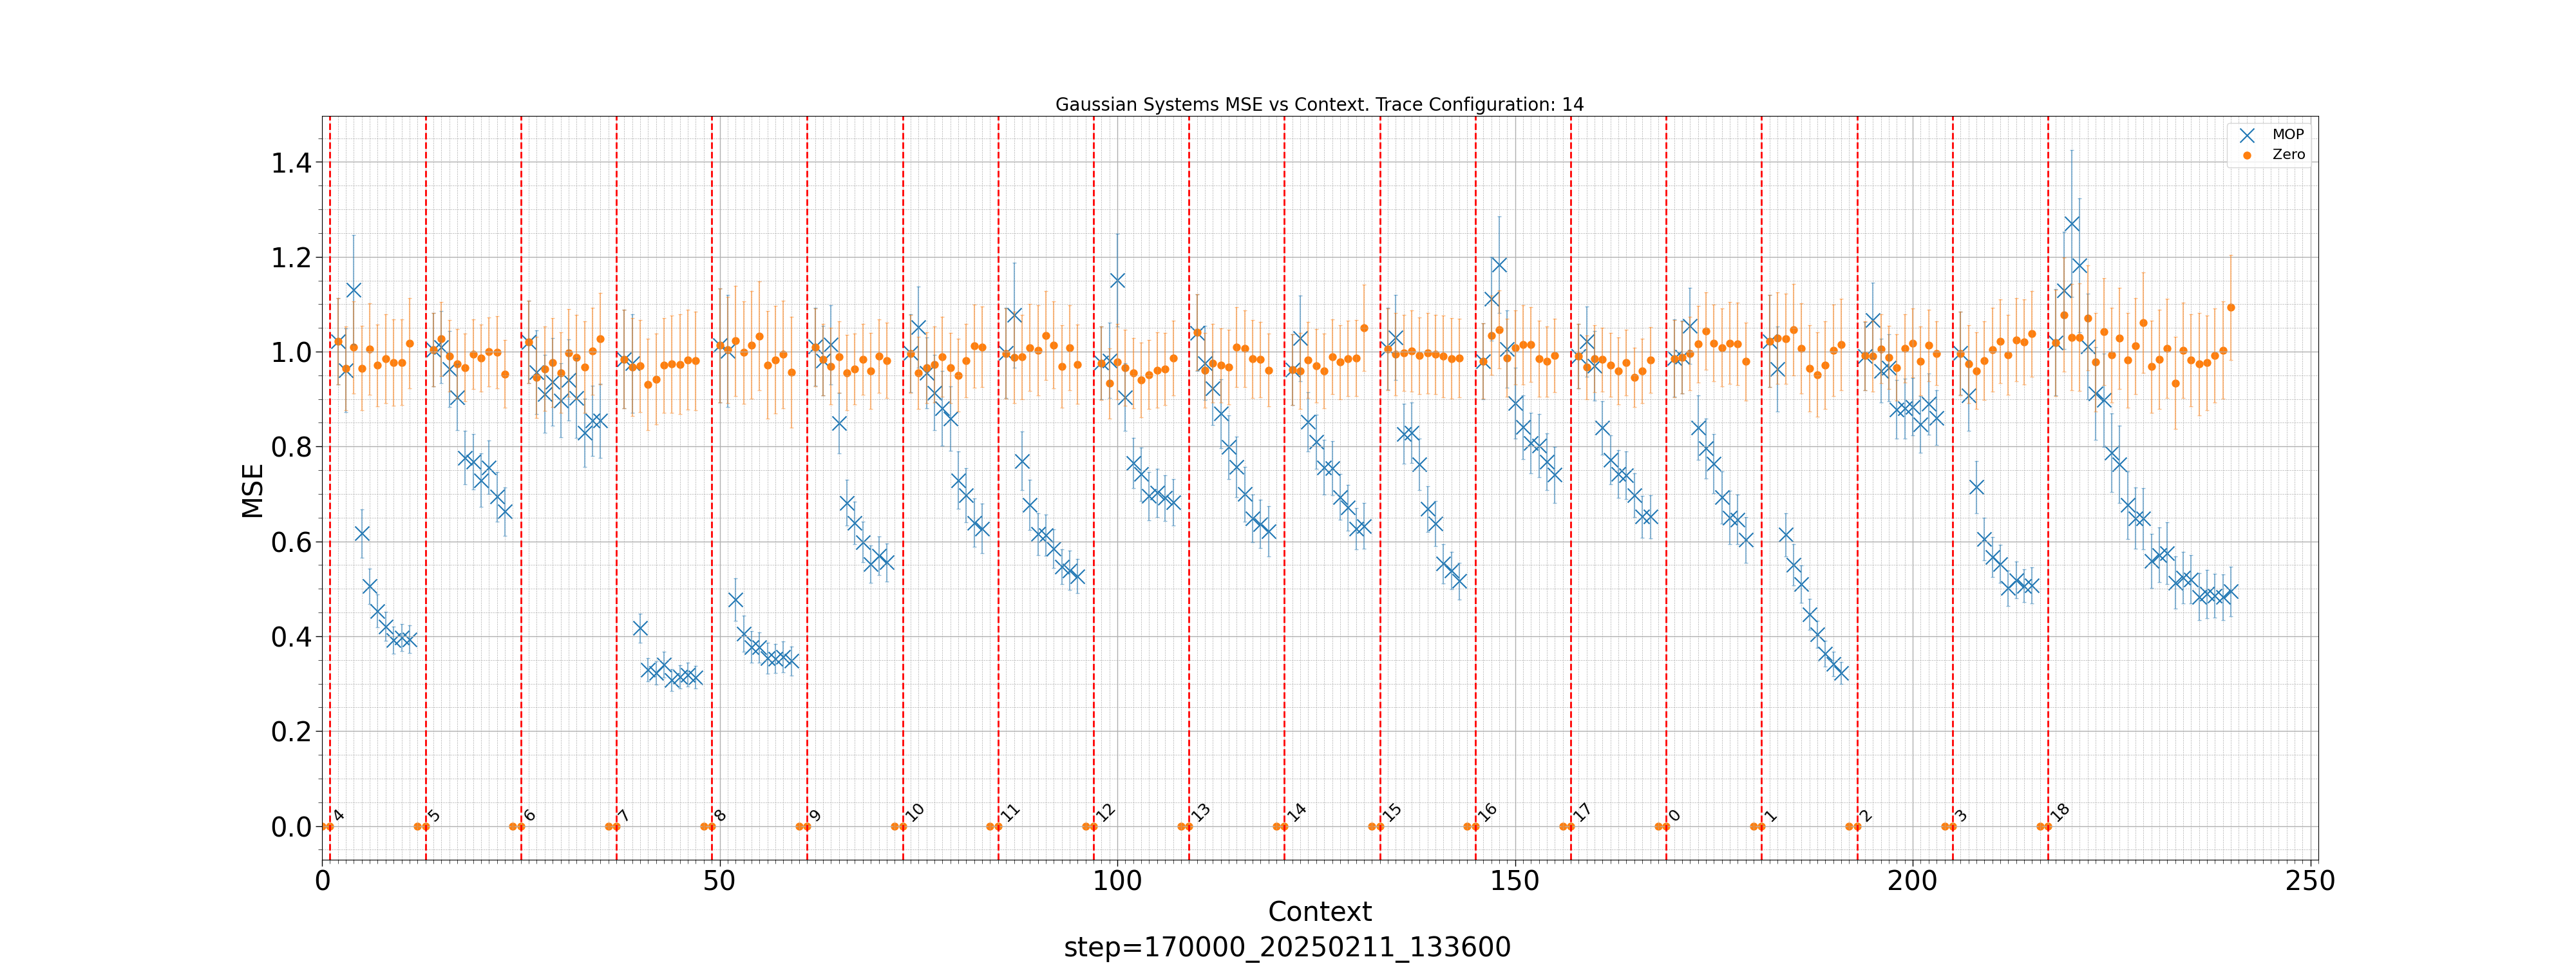 Gaussian Systems MSE vs Context. Trace Configuration: 14
MOP
Zero
MSE
1.4
1.2
1.0
0.8
0.6
0.4
0.2
0.0
4 5 6 7 8 9 10 11 12 13 14 15 16 17 0 1 2 3 18
0 50 100 150 200 250
Context
step=170000_20250211_133600